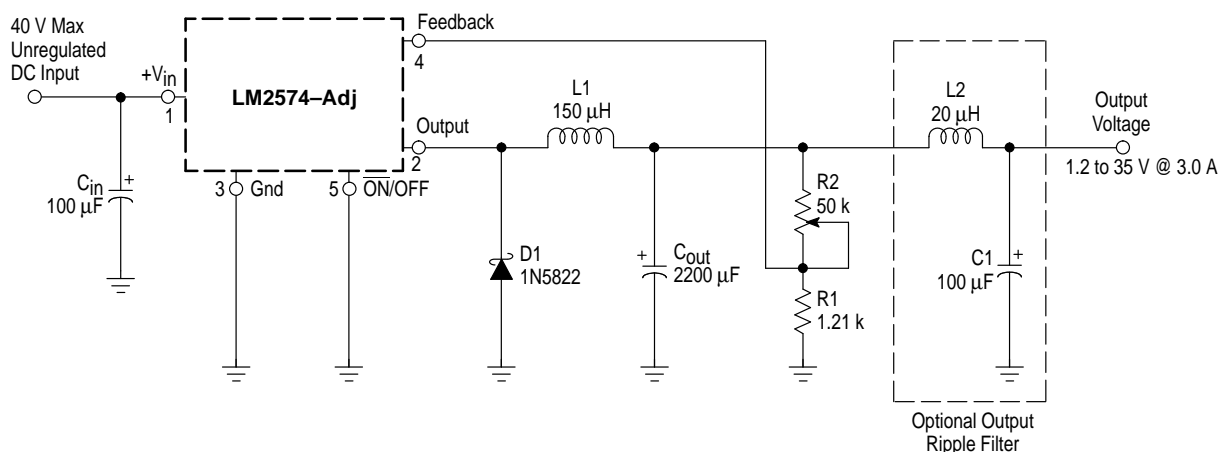 40 V Max
Unregulated
DC Input
+Vin
1
LM2574–Adj
Feedback
4
Output
2
3
Gnd
5
ON/OFF
Cin
100 µF
+
L1
150 µH
D1
1N5822
+
Cout
2200 µF
R2
50 k
R1
1.21 k
L2
20 µH
C1
100 µF
+
Output
Voltage
1.2 to 35 V @ 3.0 A
Optional Output
Ripple Filter